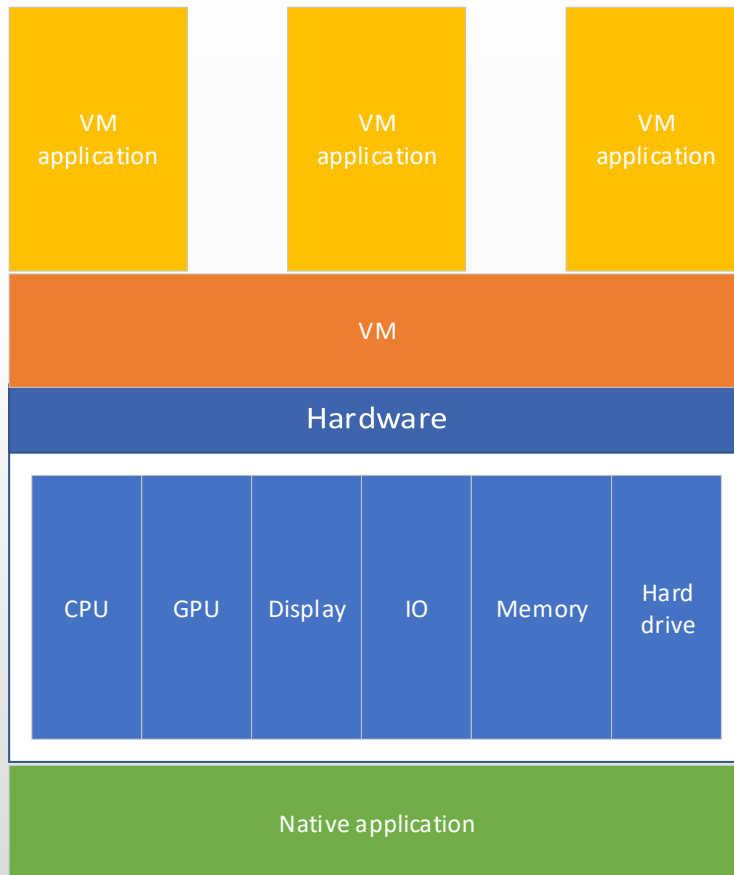 VM
application
VM
application
VM
application
VM
Hardware
CPU
GPU
Display
IO
Memory
Hard
drive
Native application